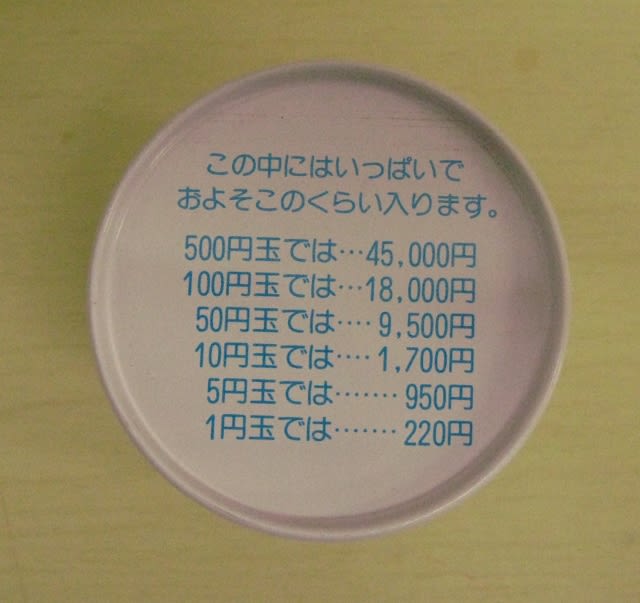 この中にはいっぱいで
およそこのくらい入ります。
500円玉では…45,000円
100円玉では…18,000円
50円玉では‥‥9,500円
10円玉では‥‥1,700円
5円玉では‥‥‥‥950円
1円玉では‥‥‥‥220円